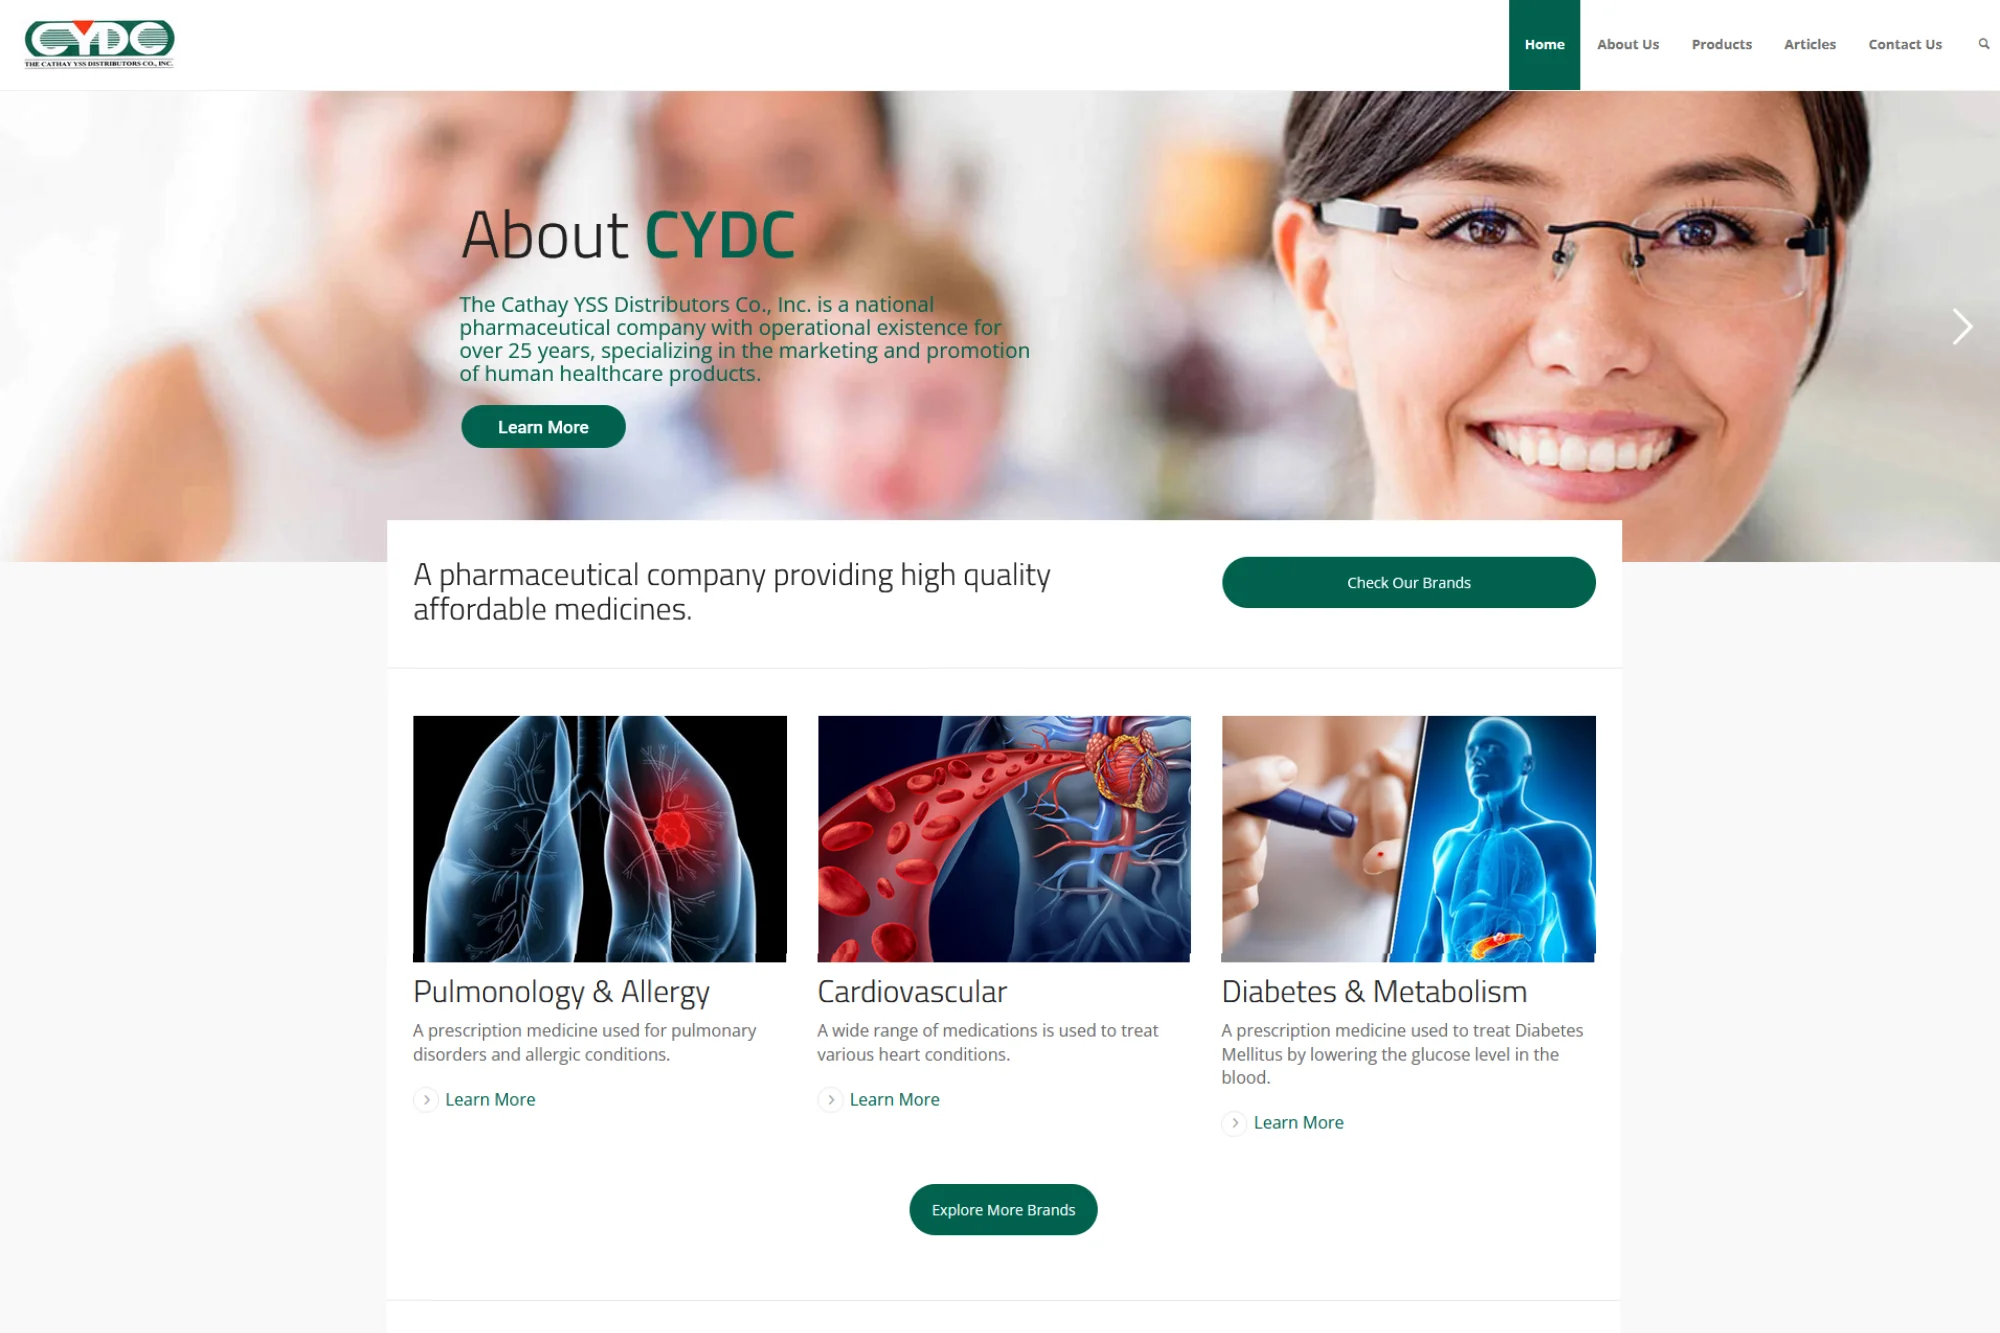 CYDC
THE CATHAY YSS DISTRIBUTORS CO., INC.
Home
About Us
Products
Articles
Contact Us
About CYDC
The Cathay YSS Distributors Co., Inc. is a national
pharmaceutical company with operational existence for
over 25 years, specializing in the marketing and promotion
of human healthcare products.
Learn More
A pharmaceutical company providing high quality
affordable medicines.
Check Our Brands
Pulmonology & Allergy
A prescription medicine used for pulmonary
disorders and allergic conditions.
Learn More
Cardiovascular
A wide range of medications is used to treat
various heart conditions.
Learn More
Diabetes & Metabolism
A prescription medicine used to treat Diabetes
Mellitus by lowering the glucose level in the
blood.
Learn More
Explore More Brands